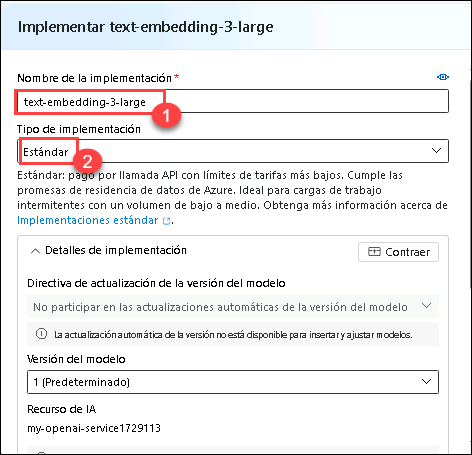 Implementar text-embedding-3-large
Nombre de la implementación*
text-embedding-3-large
1
Tipo de implementación
Estándar
2
Estándar: pago por llamada API con límites de tarifas más bajos. Cumple las
promesas de residencia de datos de Azure. Ideal para cargas de trabajo
intermitentes con un volumen de bajo a medio. Obtenga más información acerca de
Implementaciones estándar.
Detalles de implementación
Contraer
Directiva de actualización de la versión del modelo
No participar en las actualizaciones automáticas de la versión del modelo
La actualización automática de la versión no está disponible para insertar y ajustar modelos.
Versión del modelo
1 (Predeterminado)
Recurso de IA
my-openai-service1729113